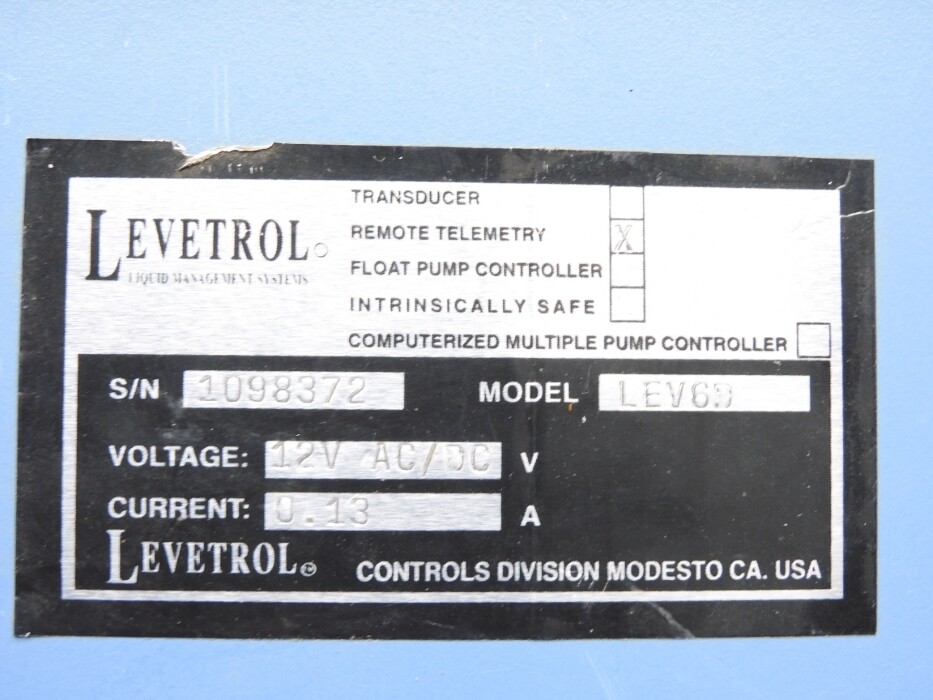 TRANSDUCER
REMOTE TELEMETRY X
FLOAT PUMP CONTROLLER
INTRINSICALLY SAFE
COMPUTERIZED MULTIPLE PUMP CONTROLLER
LEVETROL
LIQUID MANAGEMENT SYSTEMS
S/N 1098372 MODEL
VOLTAGE: 12V AC/DC V
CURRENT: 0.13 A
LEVETROL
CONTROLS DIVISION MODESTO CA. USA